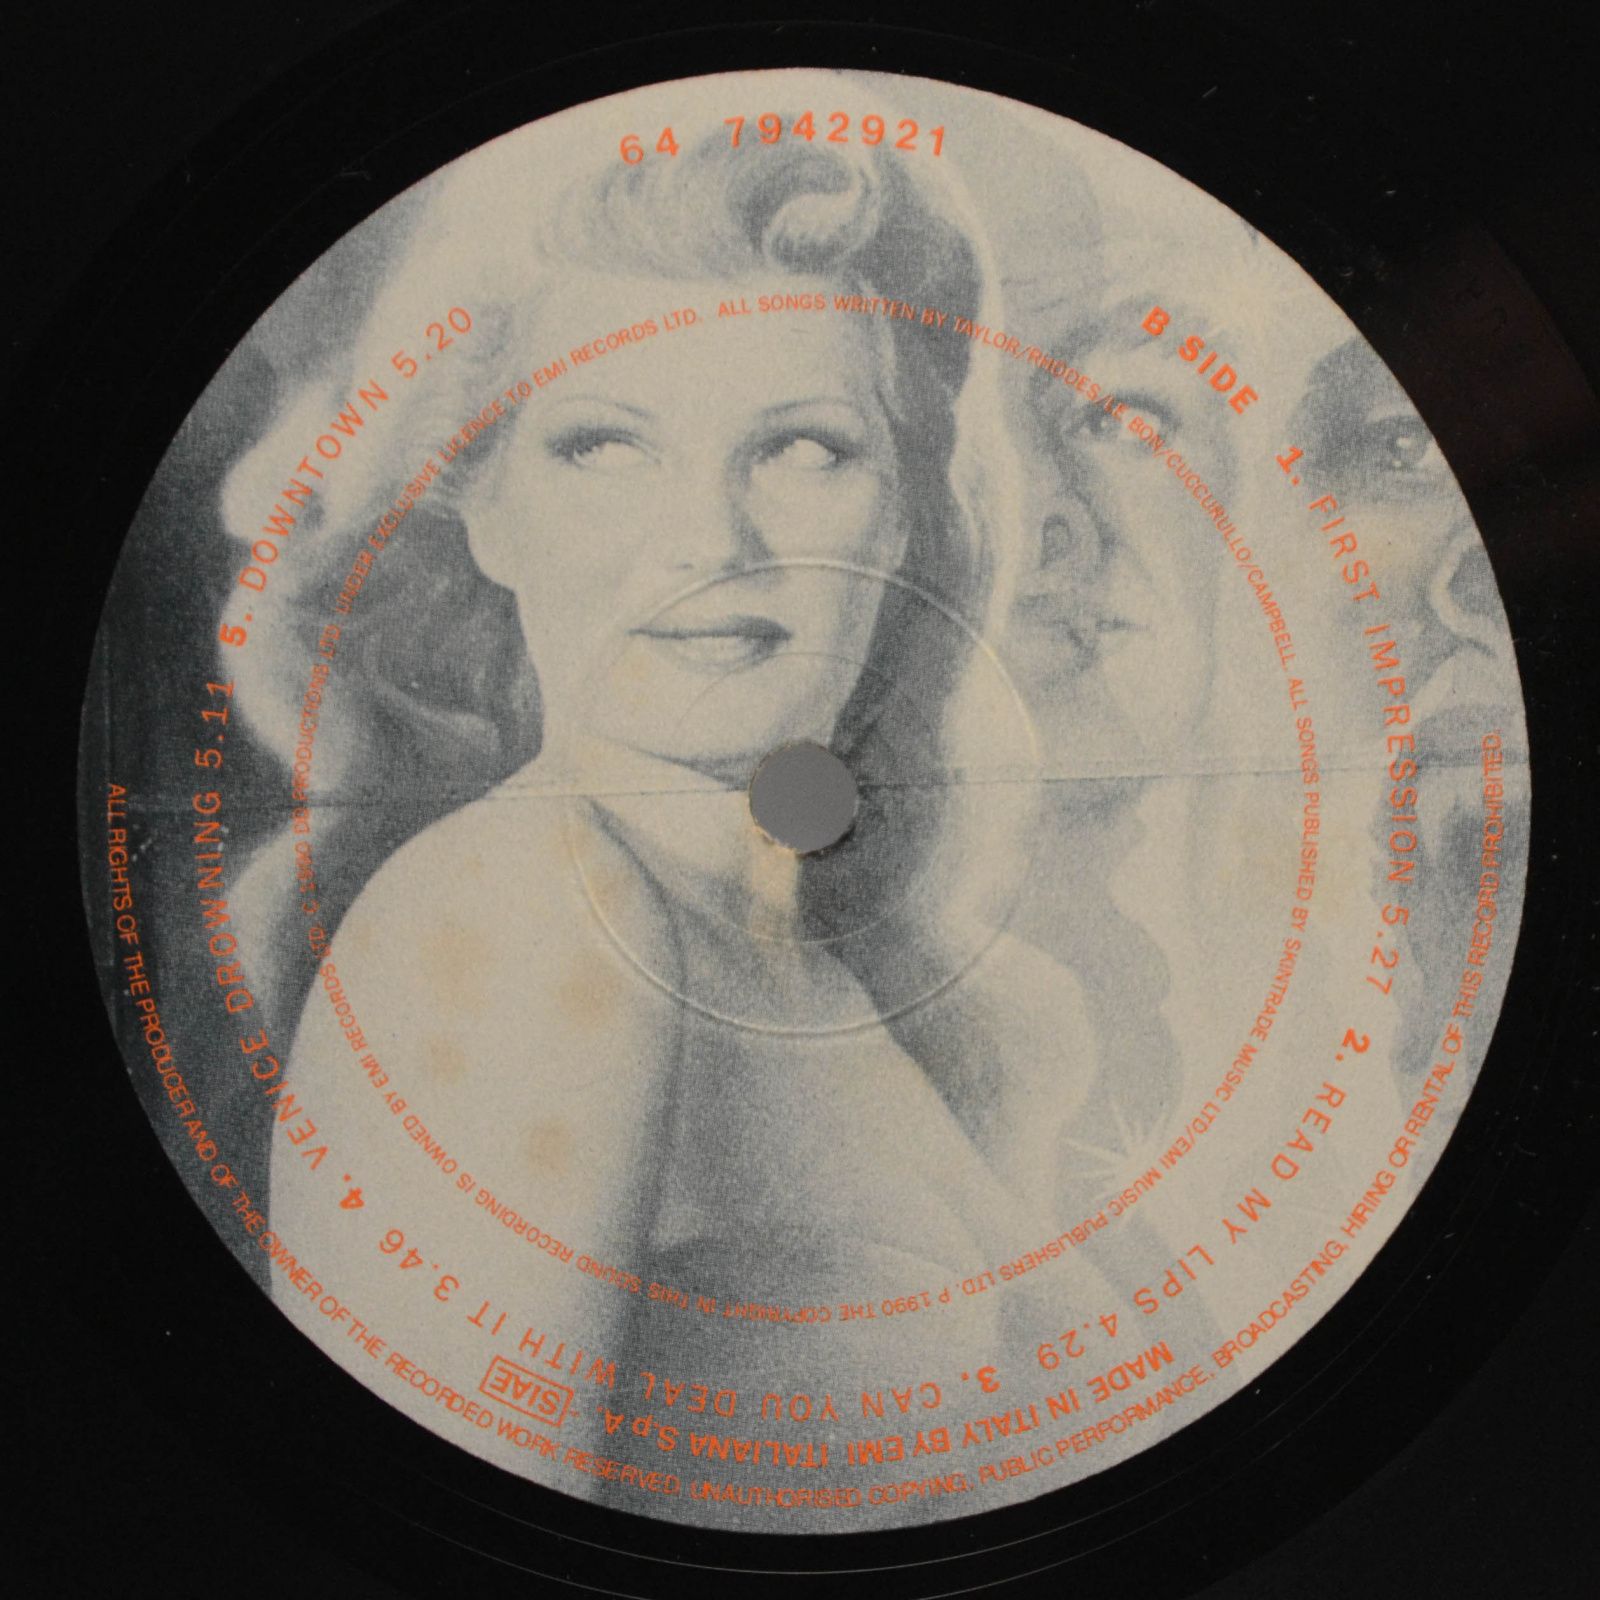 64 7942921
B SIDE
1. FIRST IMPRESSION 5.27 2. READ MY LIPS 4.29 3. CAN YOU DEAL WITH IT 3.46 4. VENICE DROWNING 5.11 5. DOWNTOWN 5.20
ALL SONGS WRITTEN BY TAYLOR/RHODES/LE BON/CUCCURULLO/CAMPBELL. ALL SONGS PUBLISHED BY SKINTRADE MUSIC LTD/EMI MUSIC PUBLISHERS LTD. P 1990 THE COPYRIGHT IN THIS SOUND RECORDING IS OWNED BY EMI RECORDS LTD. C 1990 DD PRODUCTIONS LTD. UNDER EXCLUSIVE LICENCE TO EMI RECORDS LTD.
MADE IN ITALY BY EMI ITALIANA S.p.A. - SIAE
ALL RIGHTS OF THE PRODUCER AND OF THE OWNER OF THE RECORDED WORK RESERVED. UNAUTHORISED COPYING, PUBLIC PERFORMANCE, BROADCASTING, HIRING OR RENTAL OF THIS RECORD PROHIBITED.